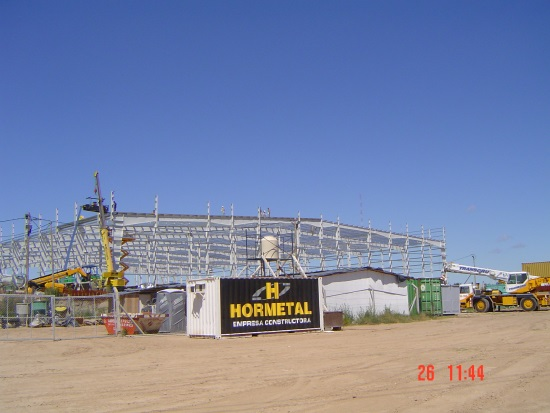 H
HORMETAL
EMPRESA CONSTRUCTORA
26 11:44